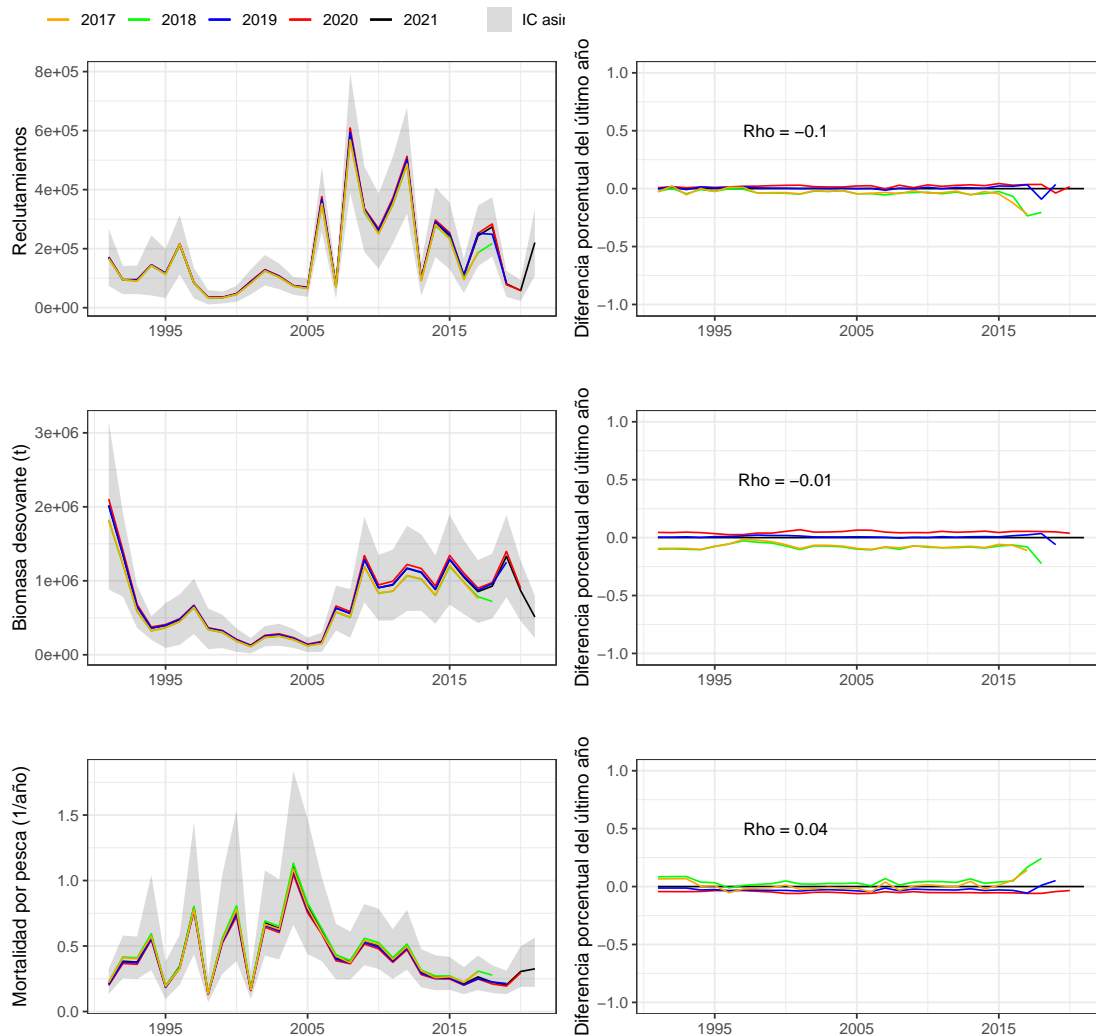 2017 2018 2019 2020 2021 IC asin
Reclutamientos
8e+05
6e+05
4e+05
2e+05
0e+00
1995 2005 2015
Diferencia porcentual del último año
1.0
0.5
0.0
−0.5
−1.0
Rho = −0.1
1995 2005 2015
Biomasa desovante (t)
3e+06
2e+06
1e+06
0e+00
1995 2005 2015
Diferencia porcentual del último año
1.0
0.5
0.0
−0.5
−1.0
Rho = −0.01
1995 2005 2015
Mortalidad por pesca (1/año)
1.5
1.0
0.5
0.0
1995 2005 2015
Diferencia porcentual del último año
1.0
0.5
0.0
−0.5
−1.0
Rho = 0.04
1995 2005 2015